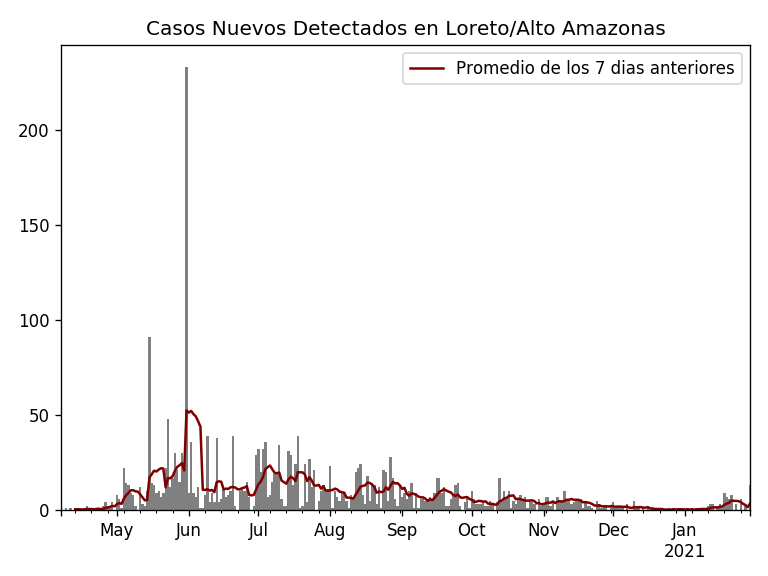 Casos Nuevos Detectados en Loreto/Alto Amazonas
Promedio de los 7 dias anteriores
200
150
100
50
0
May Jun Jul Aug Sep Oct Nov Dec Jan
2021